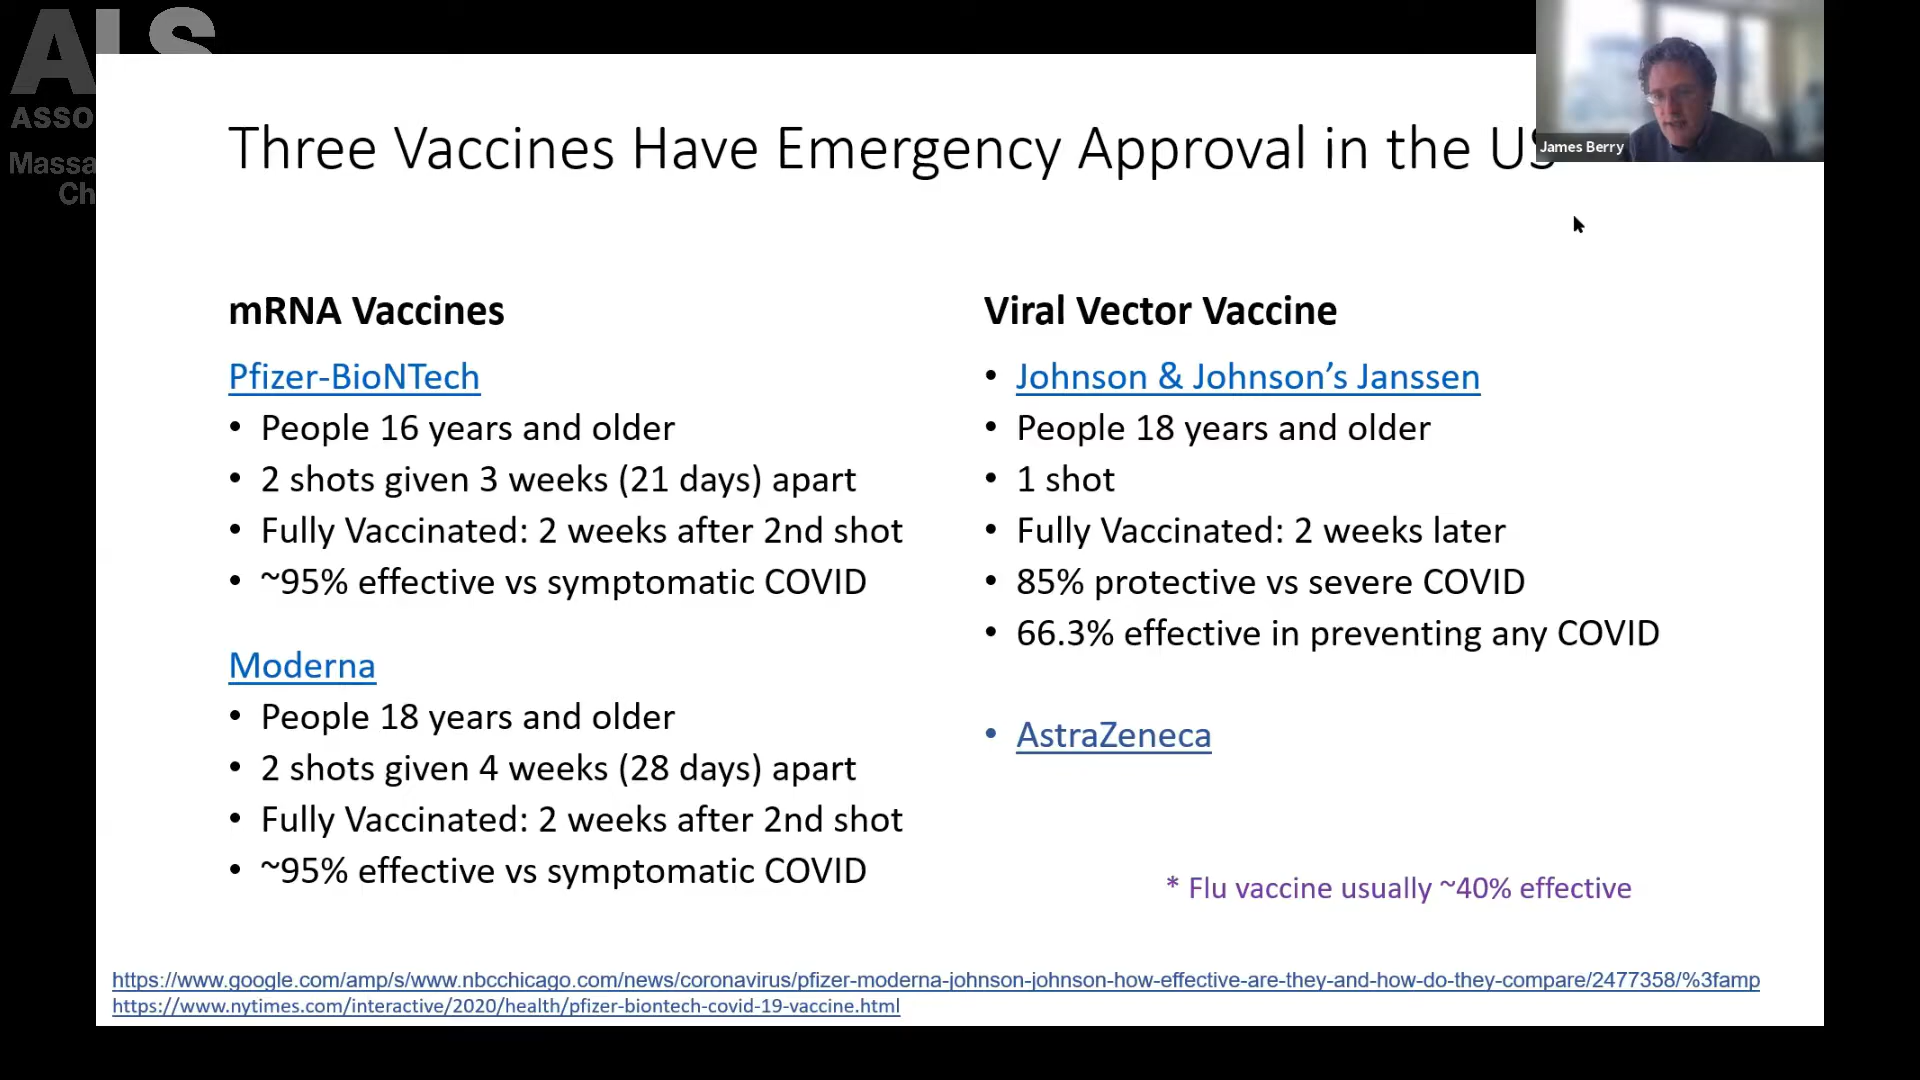 ALS
ASSO
Massa
Ch
James Berry
Three Vaccines Have Emergency Approval in the US
mRNA Vaccines
Pfizer-BioNTech
• People 16 years and older
• 2 shots given 3 weeks (21 days) apart
• Fully Vaccinated: 2 weeks after 2nd shot
• ~95% effective vs symptomatic COVID
Moderna
• People 18 years and older
• 2 shots given 4 weeks (28 days) apart
• Fully Vaccinated: 2 weeks after 2nd shot
• ~95% effective vs symptomatic COVID
Viral Vector Vaccine
• Johnson & Johnson’s Janssen
• People 18 years and older
• 1 shot
• Fully Vaccinated: 2 weeks later
• 85% protective vs severe COVID
• 66.3% effective in preventing any COVID
• AstraZeneca
* Flu vaccine usually ~40% effective
https://www.google.com/amp/s/www.nbcchicago.com/news/coronavirus/pfizer-moderna-johnson-johnson-how-effective-are-they-and-how-do-they-compare/2477358/%3famp
https://www.nytimes.com/interactive/2020/health/pfizer-biontech-covid-19-vaccine.html